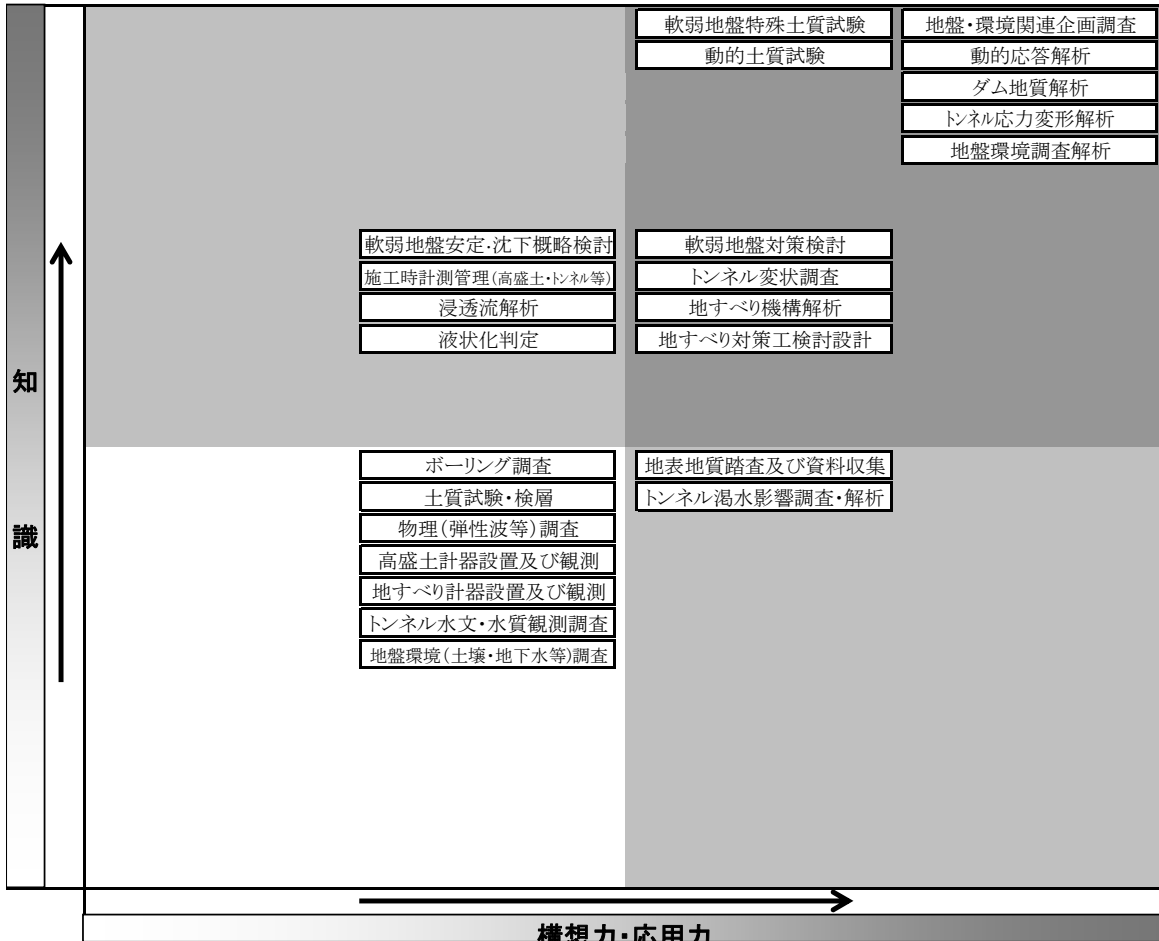 軟弱地盤特殊土質試験
地盤・環境関連企画調査
動的土質試験
動的応答解析
ダム地質解析
トンネル応力変形解析
地盤環境調査解析
軟弱地盤安定・沈下概略検討
軟弱地盤対策検討
施工時計測管理(高盛土・トンネル等)
トンネル変状調査
浸透流解析
地すべり機構解析
液状化判定
地すべり対策工検討設計
知
識
ボーリング調査
地表地質踏査及び資料収集
土質試験・検層
トンネル渇水影響調査・解析
物理(弾性波等)調査
高盛土計器設置及び観測
地すべり計器設置及び観測
トンネル水文・水質観測調査
地盤環境(土壌・地下水等)調査
構想力・応用力